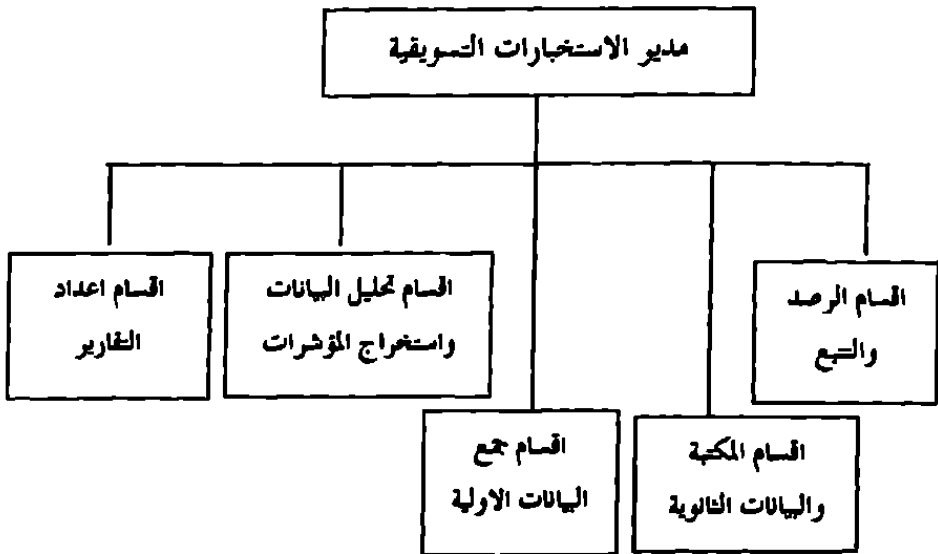 مدير الاستخبارات التسويقية
اقسام الرصد
والتتبع
اقسام المكتبة
والبيانات الثانوية
اقسام جمع
البيانات الاولية
اقسام تحليل البيانات
واستخراج المؤشرات
اقسام اعداد
التقارير